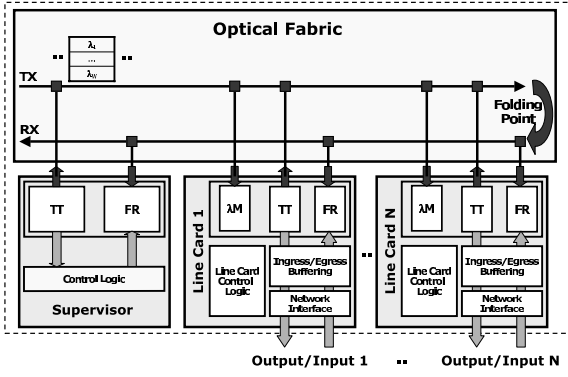 Optical Fabric
λ₁
...
λw
TX
Folding
Point
RX
TT
FR
Control Logic
Supervisor
Line Card 1
λM
TT
FR
Line Card
Control
Logic
Ingress/Egress
Buffering
Network
Interface
Line Card N
λM
TT
FR
Line Card
Control
Logic
Ingress/Egress
Buffering
Network
Interface
Output/Input 1
Output/Input N